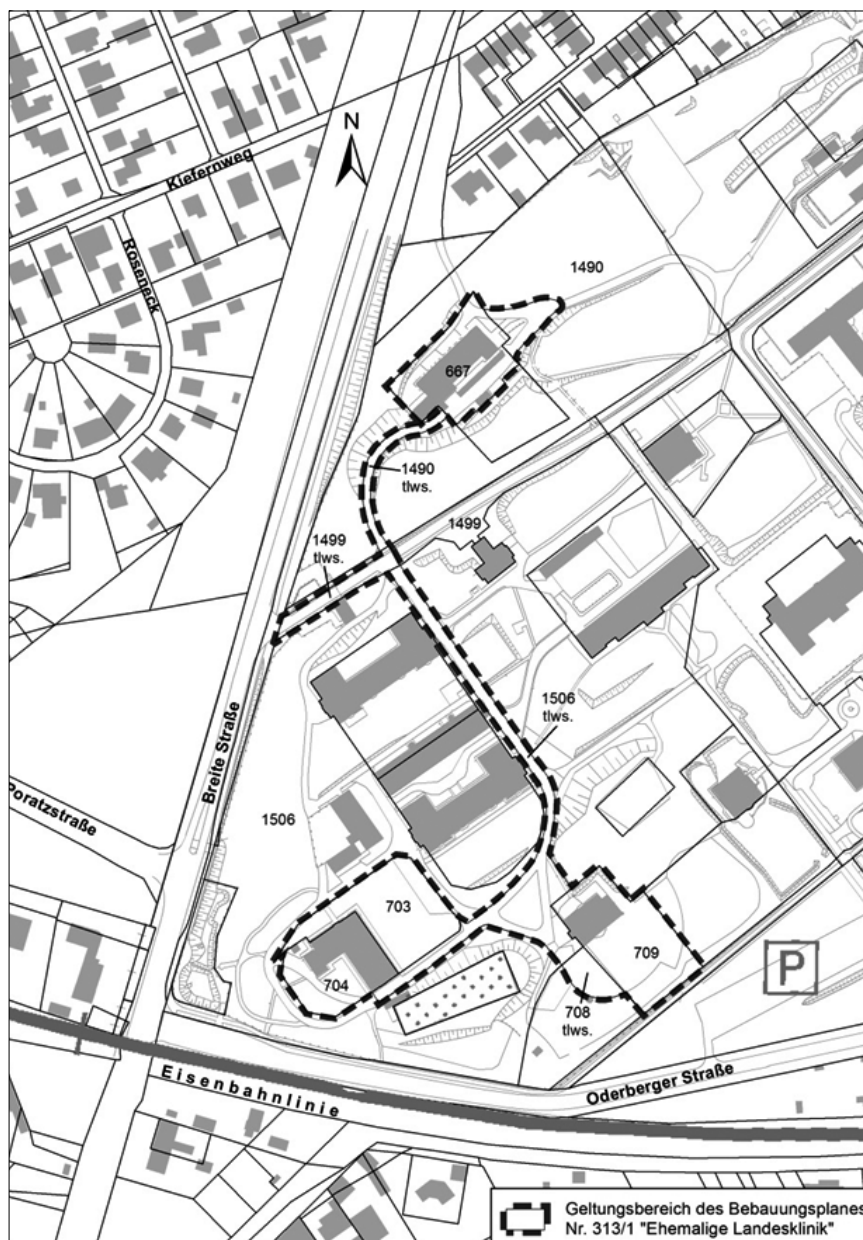 N
Kiefernweg
Roseneck
1490
667
1490
tlws.
1499
1499
tlws.
1506
tlws.
Breite Straße
Poratzstraße
1506
703
704
709
708
tlws.
P
Oderberger Straße
Eisenbahnlinie
Geltungsbereich des Bebauungsplanes
Nr. 313/1 "Ehemalige Landesklinik"